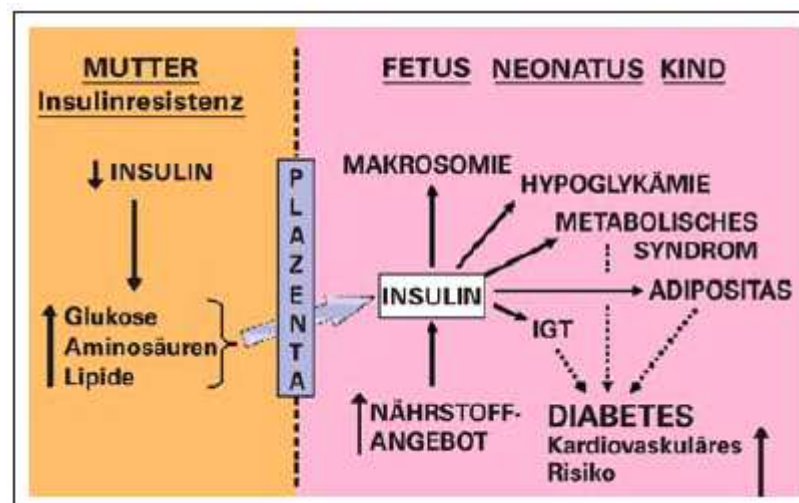 MUTTER
Insulinresistenz
↓ INSULIN
↑ Glukose
Aminosäuren
Lipide
PLAZENTA
FETUS NEONATUS KIND
MAKROSOMIE
HYPOGLYKÄMIE
METABOLISCHES
SYNDROM
INSULIN
ADIPOSITAS
IGT
↑ NÄHRSTOFF-
ANGEBOT
DIABETES
Kardiovaskuläres
Risiko ↑